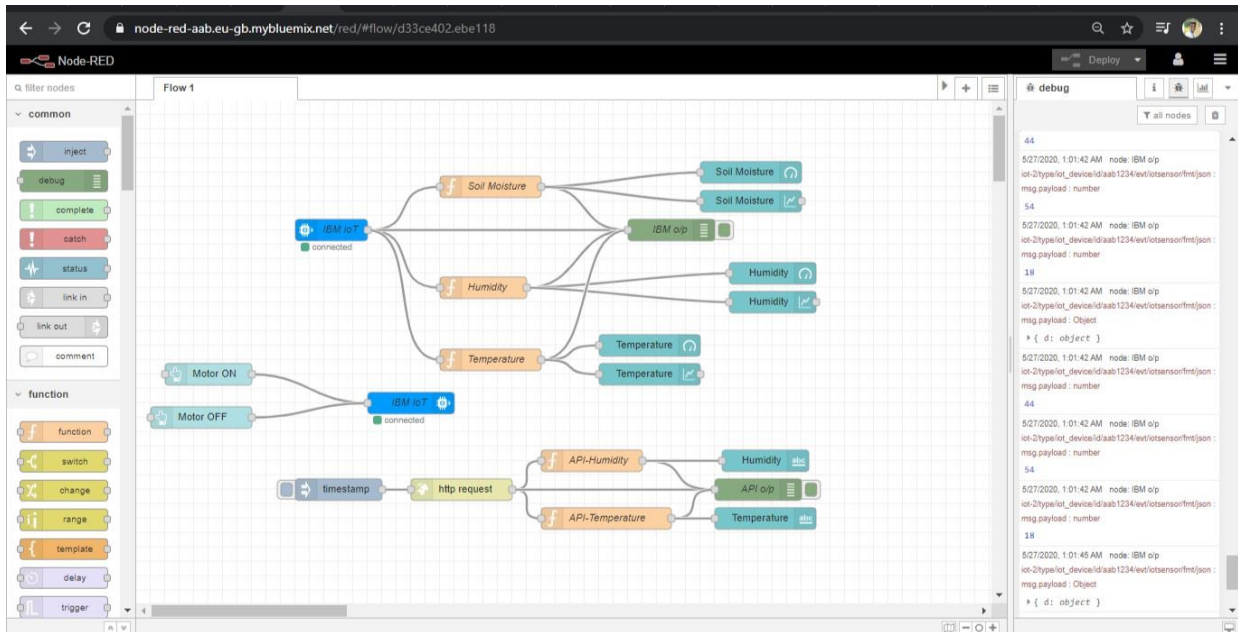 node-red-aab.eu-gb.mybluemix.net/red/#flow/d33ce402.ebe118
Node-RED
Deploy
filter nodes
common
inject
debug
complete
catch
status
link in
link out
comment
function
function
switch
change
range
template
delay
trigger
Flow 1
Soil Moisture
Soil Moisture
Soil Moisture
IBM IoT
connected
IBM o/p
Humidity
Humidity
Humidity
Temperature
Temperature
Temperature
Motor ON
Motor OFF
IBM IoT
connected
API-Humidity
Humidity
abc
timestamp
http request
API o/p
API-Temperature
Temperature
abc
debug
i
all nodes
44
5/27/2020, 1:01:42 AM node: IBM o/p
iot-2/type/iot_device/id/aab1234/evt/iotsensor/fmt/json :
msg.payload : number
54
5/27/2020, 1:01:42 AM node: IBM o/p
iot-2/type/iot_device/id/aab1234/evt/iotsensor/fmt/json :
msg.payload : number
18
5/27/2020, 1:01:42 AM node: IBM o/p
iot-2/type/iot_device/id/aab1234/evt/iotsensor/fmt/json :
msg.payload : Object
{ d: object }
5/27/2020, 1:01:42 AM node: IBM o/p
iot-2/type/iot_device/id/aab1234/evt/iotsensor/fmt/json :
msg.payload : number
44
5/27/2020, 1:01:42 AM node: IBM o/p
iot-2/type/iot_device/id/aab1234/evt/iotsensor/fmt/json :
msg.payload : number
54
5/27/2020, 1:01:42 AM node: IBM o/p
iot-2/type/iot_device/id/aab1234/evt/iotsensor/fmt/json :
msg.payload : number
18
5/27/2020, 1:01:45 AM node: IBM o/p
iot-2/type/iot_device/id/aab1234/evt/iotsensor/fmt/json :
msg.payload : Object
{ d: object }